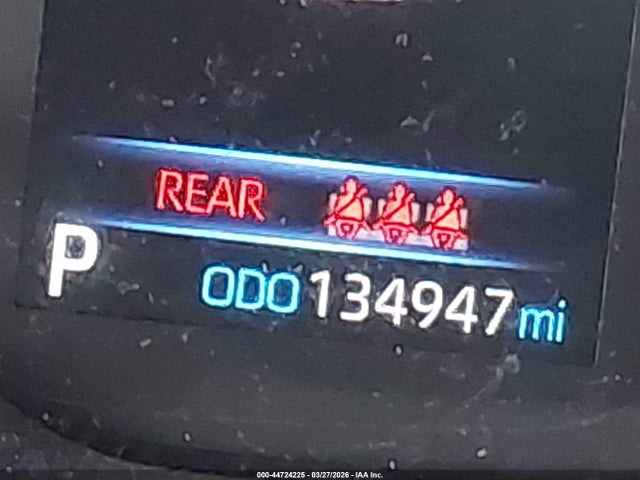 REAR
P ODO 134947 mi
000-44724225 - 03/27/2026 - IAA Inc.